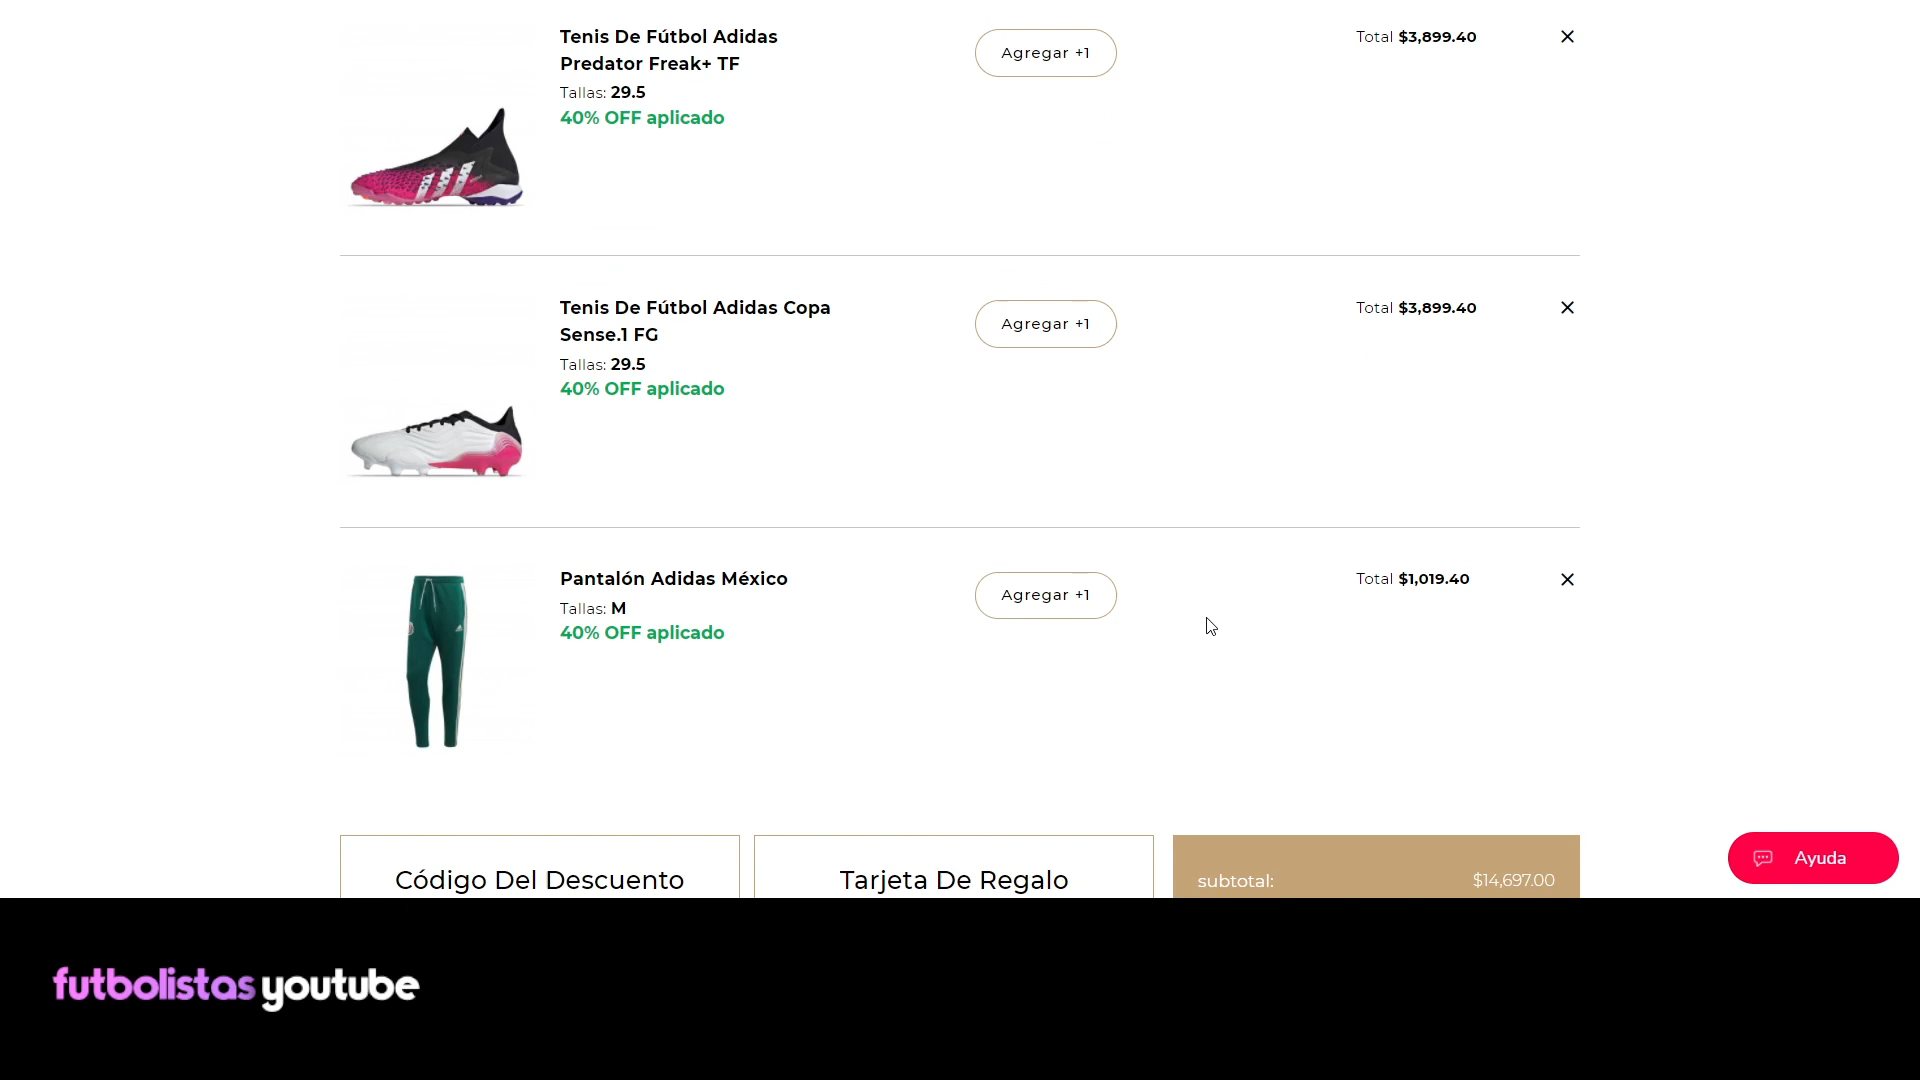 Tenis De Fútbol Adidas
Predator Freak+ TF
Tallas: 29.5
40% OFF aplicado
Agregar +1
Total $3,899.40
Tenis De Fútbol Adidas Copa
Sense.1 FG
Tallas: 29.5
40% OFF aplicado
Agregar +1
Total $3,899.40
Pantalón Adidas México
Tallas: M
40% OFF aplicado
Agregar +1
Total $1,019.40
Código Del Descuento
Tarjeta De Regalo
subtotal: $14,697.00
Ayuda
futbolistas youtube